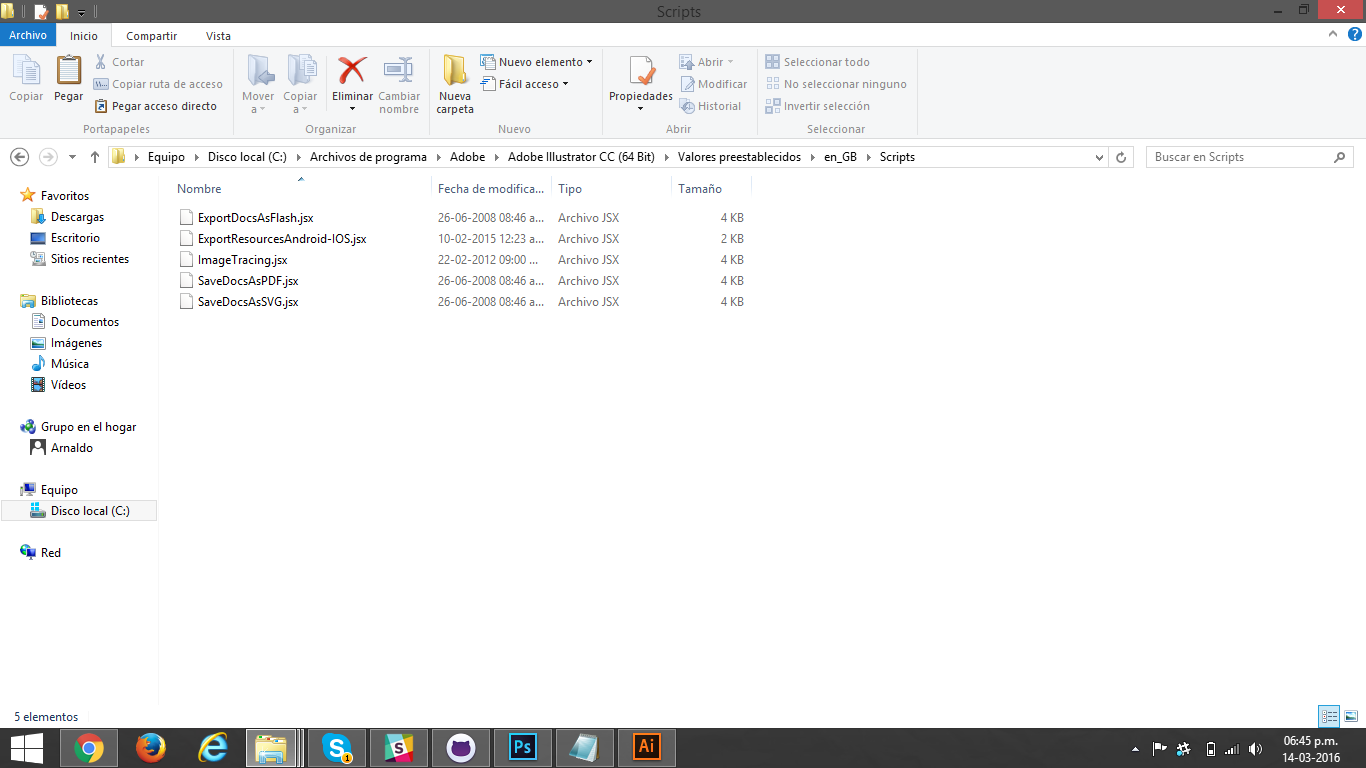 Scripts
Archivo Inicio Compartir Vista
Copiar
Pegar
Cortar
Copiar ruta de acceso
Pegar acceso directo
Portapapeles
Mover a
Copiar a
Eliminar
Cambiar nombre
Organizar
Nueva carpeta
Nuevo elemento
Fácil acceso
Nuevo
Propiedades
Abrir
Modificar
Historial
Abrir
Seleccionar todo
No seleccionar ninguno
Invertir selección
Seleccionar
Equipo Disco local (C:) Archivos de programa Adobe Adobe Illustrator CC (64 Bit) Valores preestablecidos en_GB Scripts
Buscar en Scripts
Favoritos
Descargas
Escritorio
Sitios recientes
Bibliotecas
Documentos
Imágenes
Música
Vídeos
Grupo en el hogar
Arnaldo
Equipo
Disco local (C:)
Red
Nombre Fecha de modifica... Tipo Tamaño
ExportDocsAsFlash.jsx 26-06-2008 08:46 a... Archivo JSX 4 KB
ExportResourcesAndroid-IOS.jsx 10-02-2015 12:23 a... Archivo JSX 2 KB
ImageTracing.jsx 22-02-2012 09:00 ... Archivo JSX 4 KB
SaveDocsAsPDF.jsx 26-06-2008 08:46 a... Archivo JSX 4 KB
SaveDocsAsSVG.jsx 26-06-2008 08:46 a... Archivo JSX 4 KB
5 elementos
1
Ps
Ai
06:45 p.m.
14-03-2016